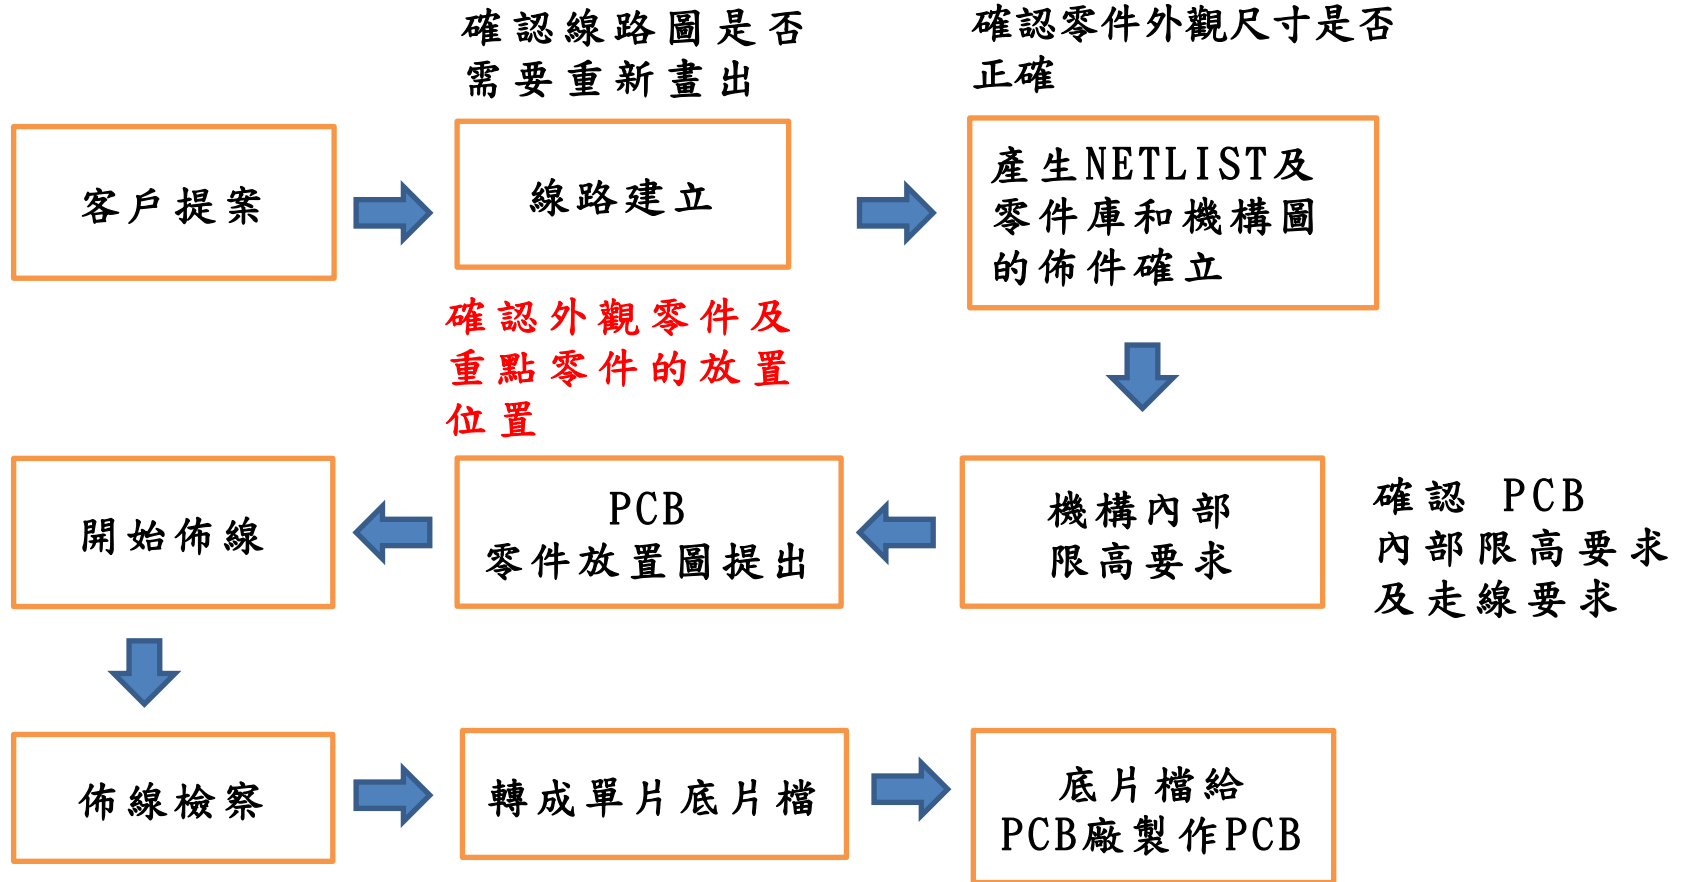 確認線路圖是否
需要重新畫出
確認零件外觀尺寸是否
正確
客戶提案
線路建立
產生NETLIST及
零件庫和機構圖
的佈件確立
確認外觀零件及
重點零件的放置
位置
開始佈線
PCB
零件放置圖提出
機構內部
限高要求
確認 PCB
內部限高要求
及走線要求
佈線檢察
轉成單片底片檔
底片檔給
PCB廠製作PCB